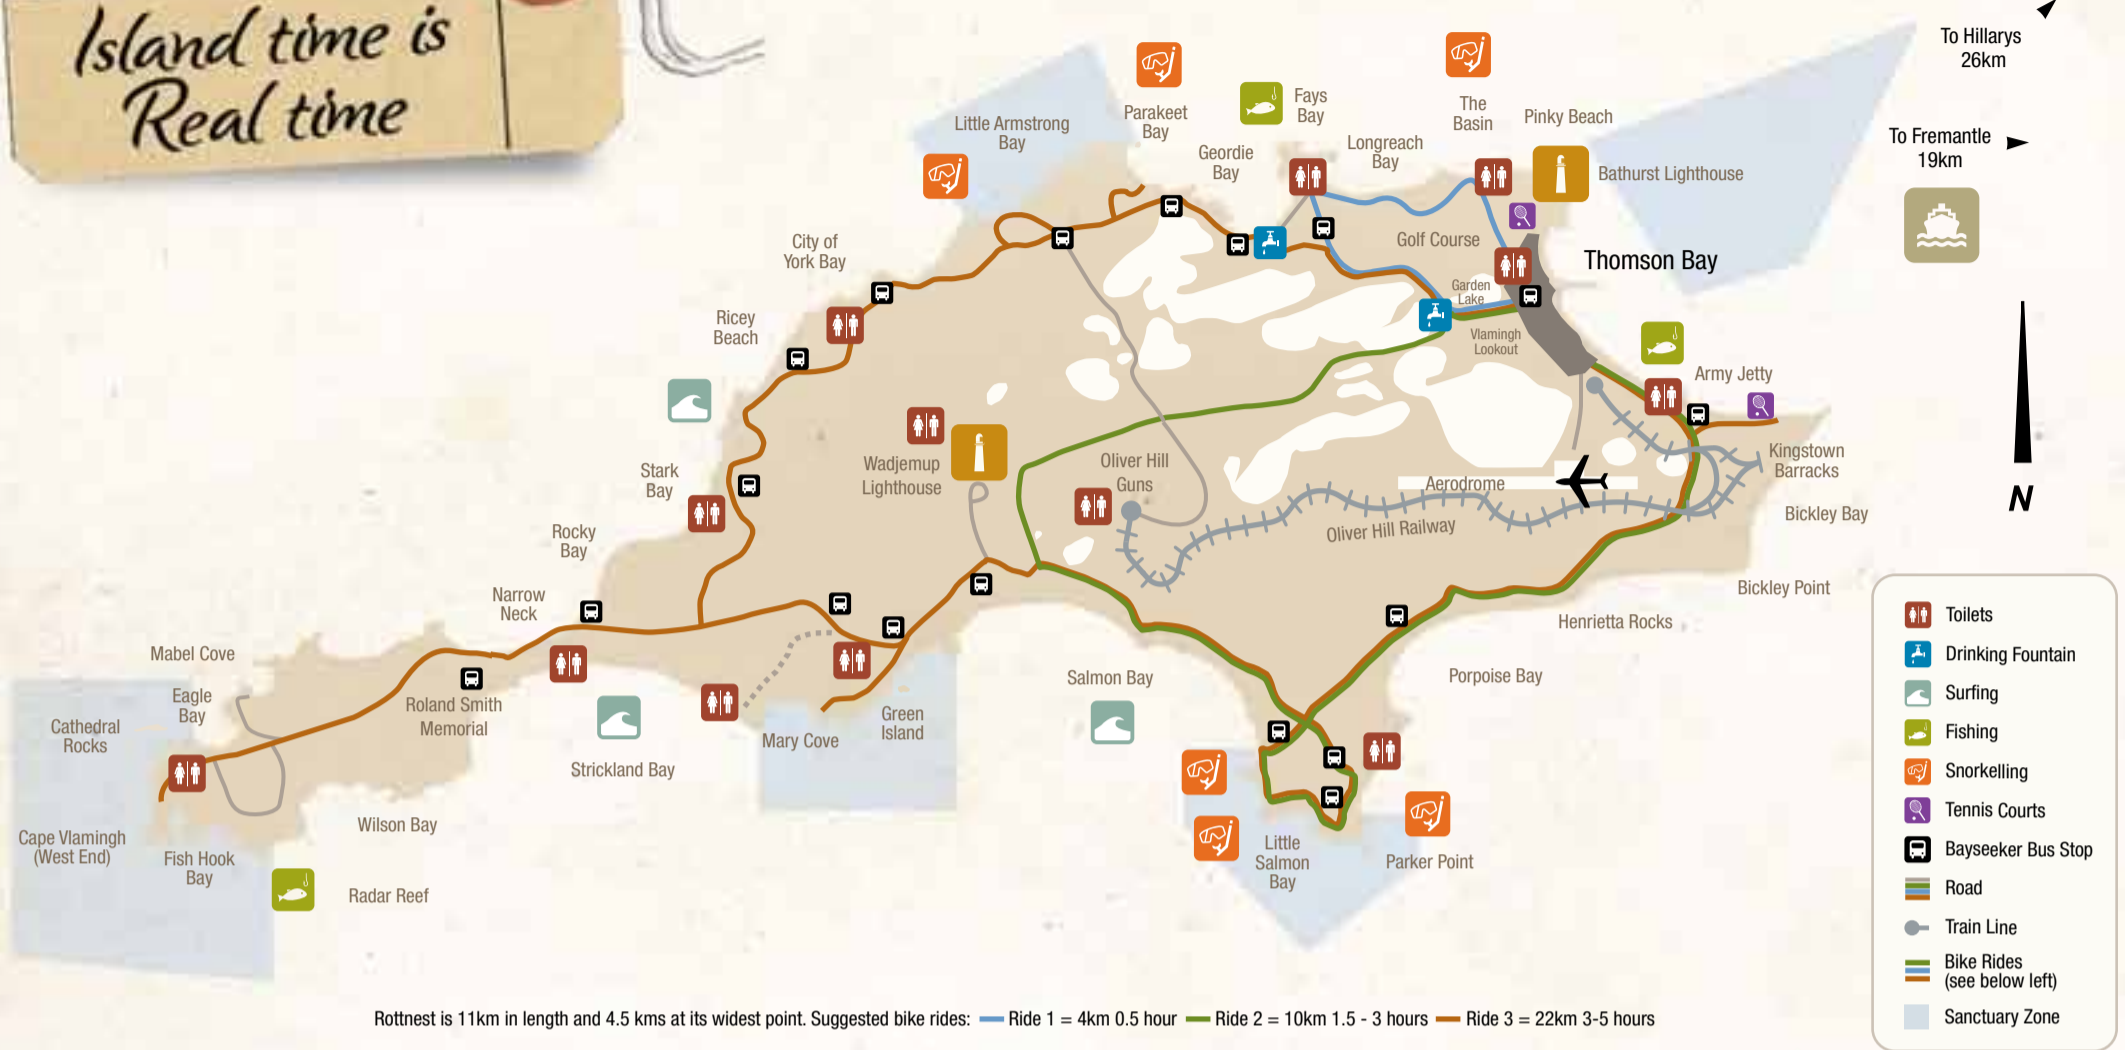 Island time is
Real time
To Hillarys
26km
To Fremantle
19km
Little Armstrong
Bay
Parakeet
Bay
Fays
Bay
Geordie
Bay
Longreach
Bay
The
Basin
Pinky Beach
Bathurst Lighthouse
City of
York Bay
Golf Course
Thomson Bay
Garden
Lake
Vlamingh
Lookout
Ricey
Beach
Army Jetty
Stark
Bay
Wadjemup
Lighthouse
Oliver Hill
Guns
Aerodrome
Kingstown
Barracks
Oliver Hill Railway
Bickley Bay
Rocky
Bay
Narrow
Neck
Bickley Point
Henrietta Rocks
Mabel Cove
Eagle
Bay
Cathedral
Rocks
Roland Smith
Memorial
Salmon Bay
Porpoise Bay
Green
Island
Mary Cove
Strickland Bay
Wilson Bay
Cape Vlamingh
(West End)
Fish Hook
Bay
Radar Reef
Little
Salmon
Bay
Parker Point
N
Toilets
Drinking Fountain
Surfing
Fishing
Snorkelling
Tennis Courts
Bayseeker Bus Stop
Road
Train Line
Bike Rides
(see below left)
Sanctuary Zone
Rottnest is 11km in length and 4.5 kms at its widest point. Suggested bike rides: Ride 1 = 4km 0.5 hour Ride 2 = 10km 1.5 - 3 hours Ride 3 = 22km 3-5 hours